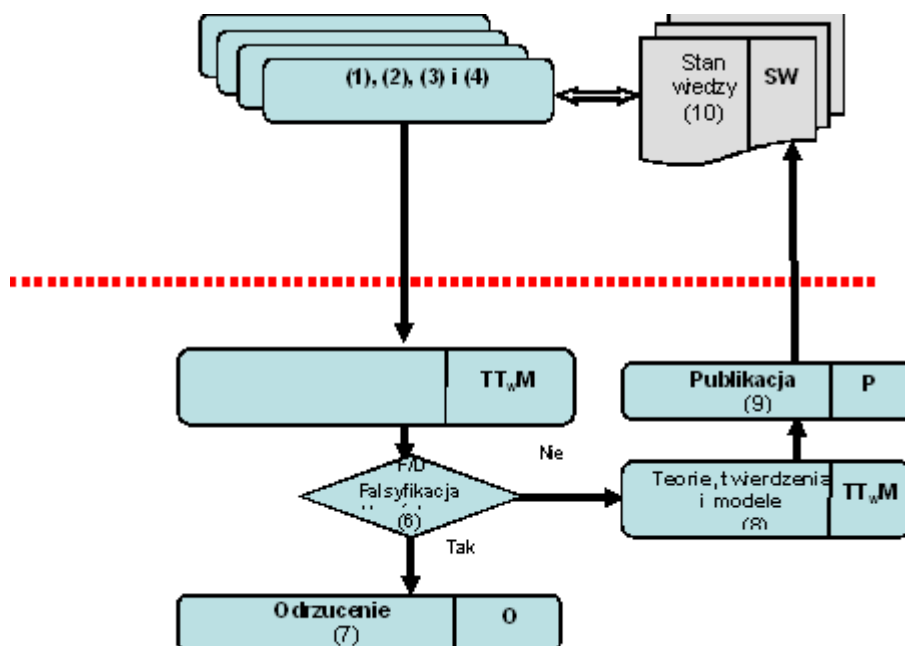 (1), (2), (3) i (4)
Stan
wiedzy
(10)
SW
TTwM
Publikacja
(9)
P
Nie
F/D
Falsyfikacja
(6)
Teorie, twierdzenia
i modele
(8)
TTwM
Tak
Odrzucenie
(7)
O